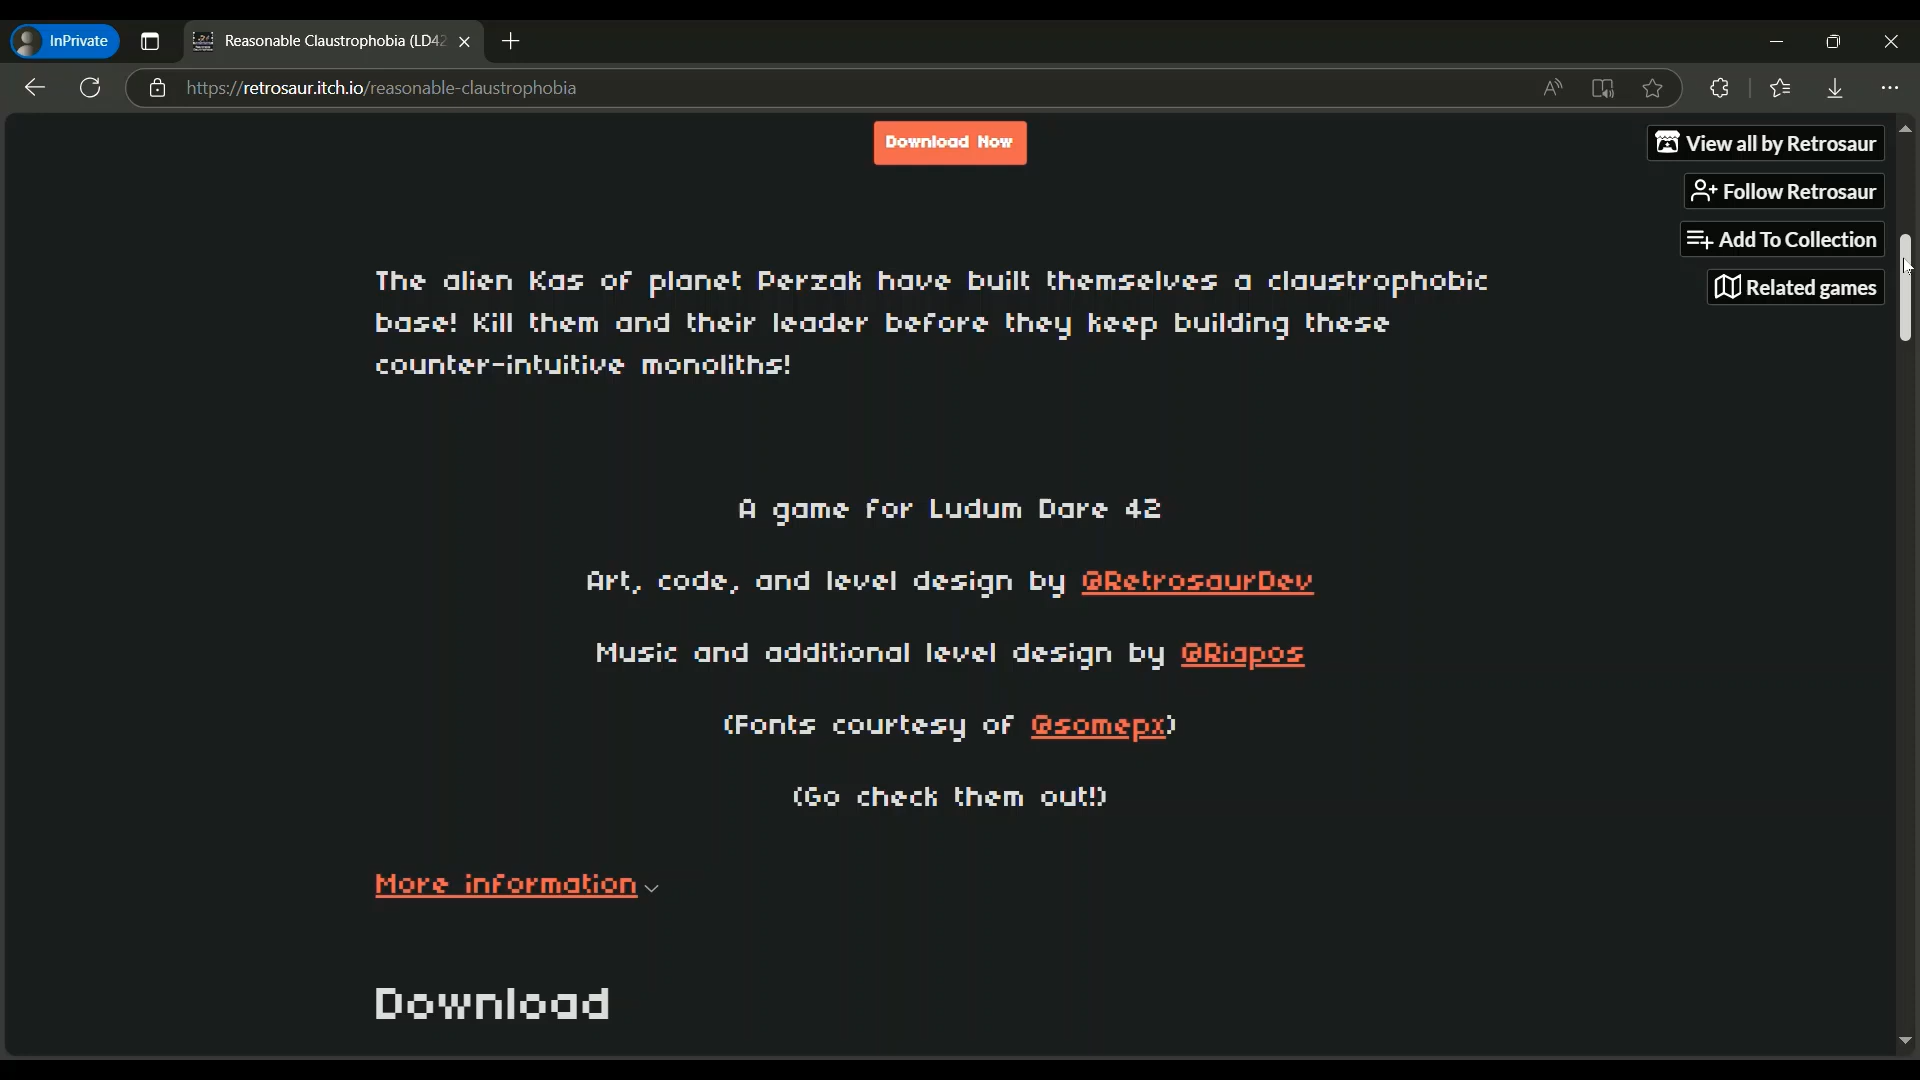 InPrivate
Reasonable Claustrophobia (LD42
https://retrosaur.itch.io/reasonable-claustrophobia
Download Now
View all by Retrosaur
Follow Retrosaur
Add To Collection
Related games
The alien Kas of planet Perzak have built themselves a claustrophobic
base! Kill them and their leader before they keep building these
counter-intuitive monoliths!
A game for Ludum Dare 42
Art, code, and level design by @RetrosaurDev
Music and additional level design by @Riapos
(Fonts courtesy of @somepx)
(Go check them out!)
More information
Download